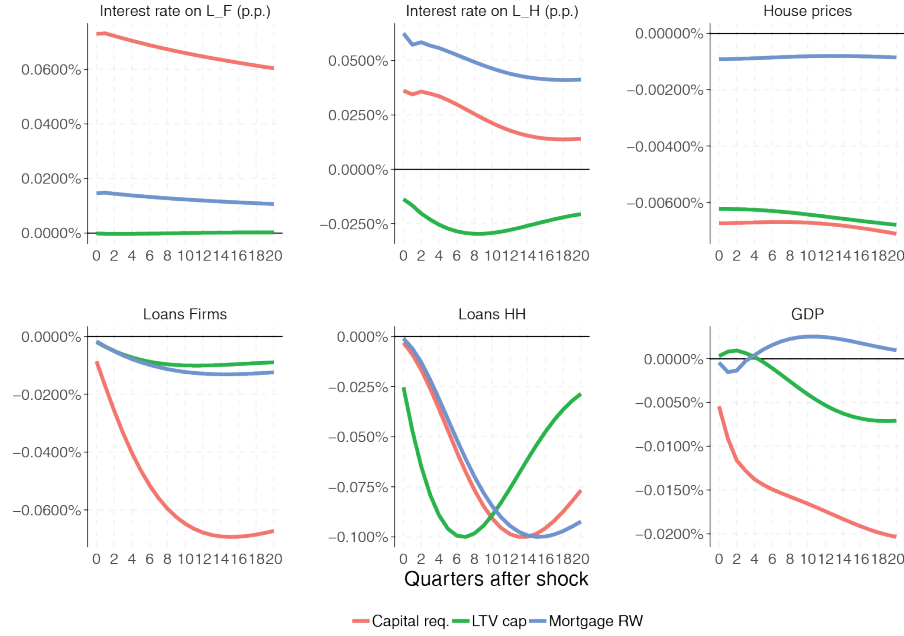 Interest rate on L_F (p.p.)
0.0600%
0.0400%
0.0200%
0.0000%
0 2 4 6 8 10 12 14 16 18 20
Interest rate on L_H (p.p.)
0.0500%
0.0250%
0.0000%
−0.0250%
0 2 4 6 8 10 12 14 16 18 20
House prices
0.00000%
−0.00200%
−0.00400%
−0.00600%
0 2 4 6 8 10 12 14 16 18 20
Loans Firms
0.0000%
−0.0200%
−0.0400%
−0.0600%
0 2 4 6 8 10 12 14 16 18 20
Loans HH
0.000%
−0.025%
−0.050%
−0.075%
−0.100%
0 2 4 6 8 10 12 14 16 18 20
GDP
0.0000%
−0.0050%
−0.0100%
−0.0150%
−0.0200%
0 2 4 6 8 10 12 14 16 18 20
Quarters after shock
Capital req. LTV cap Mortgage RW